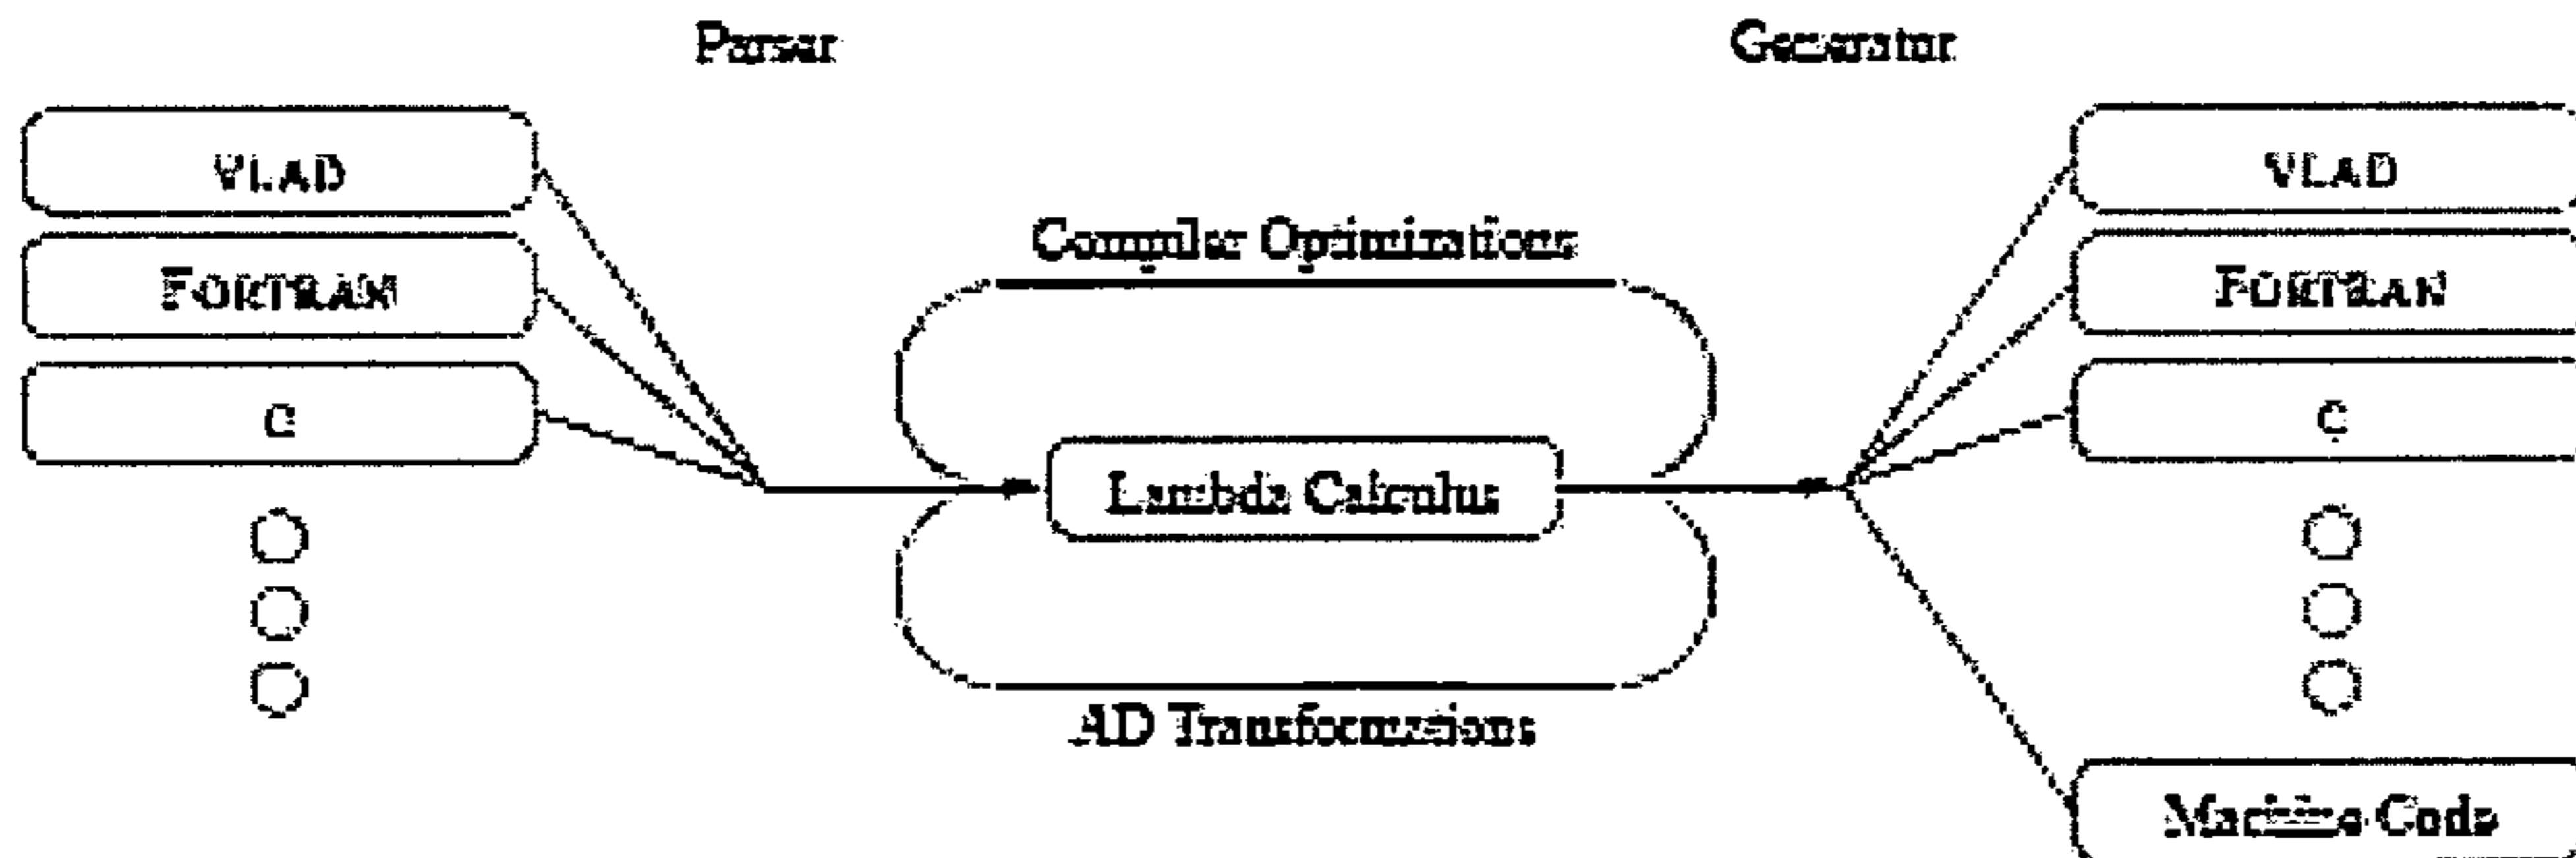 Parser
Generator
VLAD
FORTRAN
C
Compiler Optimizations
Lambda Calculus
AD Transformations
VLAD
FORTRAN
C
Machine Code